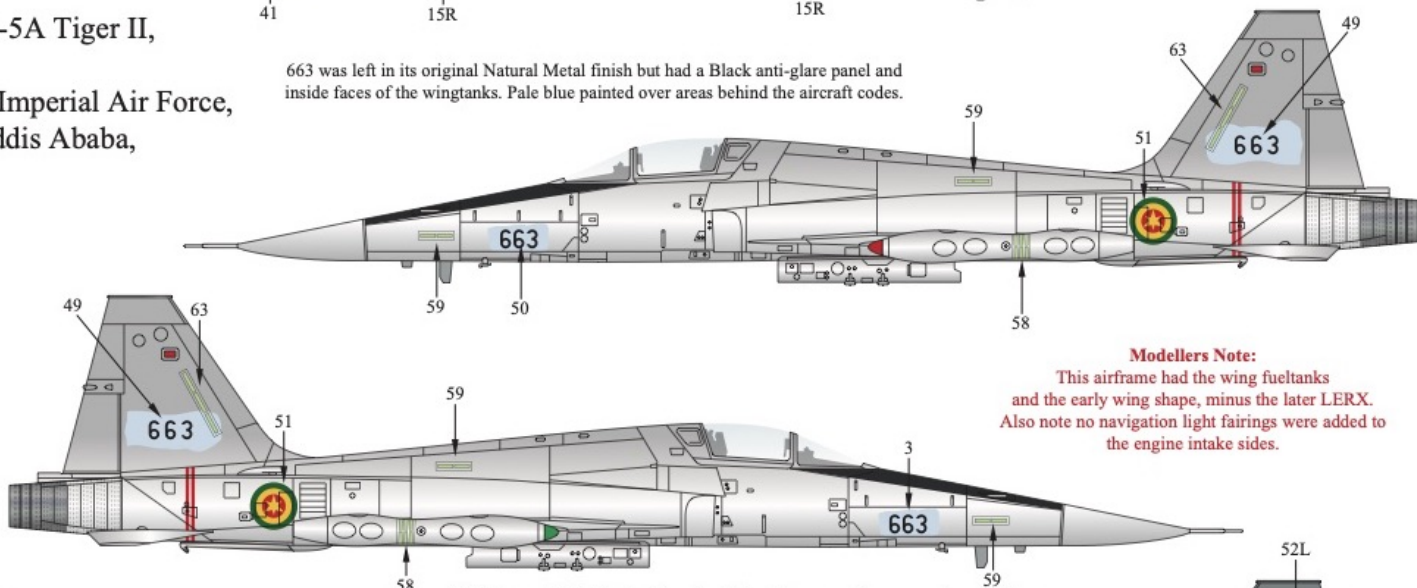 41
15R
15R
-5A Tiger II,
Imperial Air Force,
ddis Ababa,
663 was left in its original Natural Metal finish but had a Black anti-glare panel and
inside faces of the wingtanks. Pale blue painted over areas behind the aircraft codes.
49
63
59
51
663
663
59
50
58
49
63
59
51
3
663
663
58
59
Modellers Note:
This airframe had the wing fueltanks
and the early wing shape, minus the later LERX.
Also note no navigation light fairings were added to
the engine intake sides.
52L